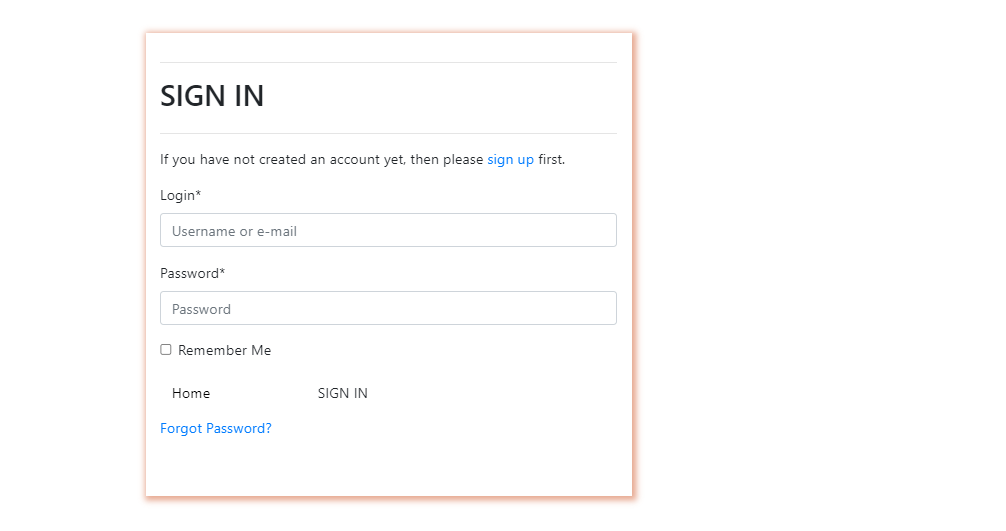 SIGN IN
If you have not created an account yet, then please sign up first.
Login*
Username or e-mail
Password*
Password
Remember Me
Home SIGN IN
Forgot Password?